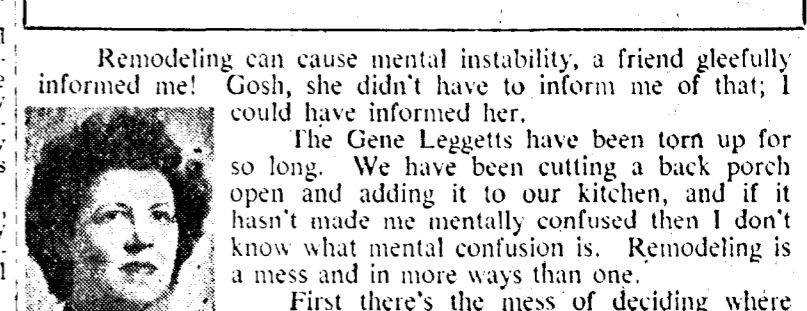 Remodeling can cause mental instability, a friend gleefully
informed me! Gosh, she didn't have to inform me of that; I
could have informed her.
The Gene Leggetts have been torn up for
so long. We have been cutting a back porch
open and adding it to our kitchen, and if it
hasn't made me mentally confused then I don't
know what mental confusion is. Remodeling is
a mess and in more ways than one.
First there's the mess of deciding where